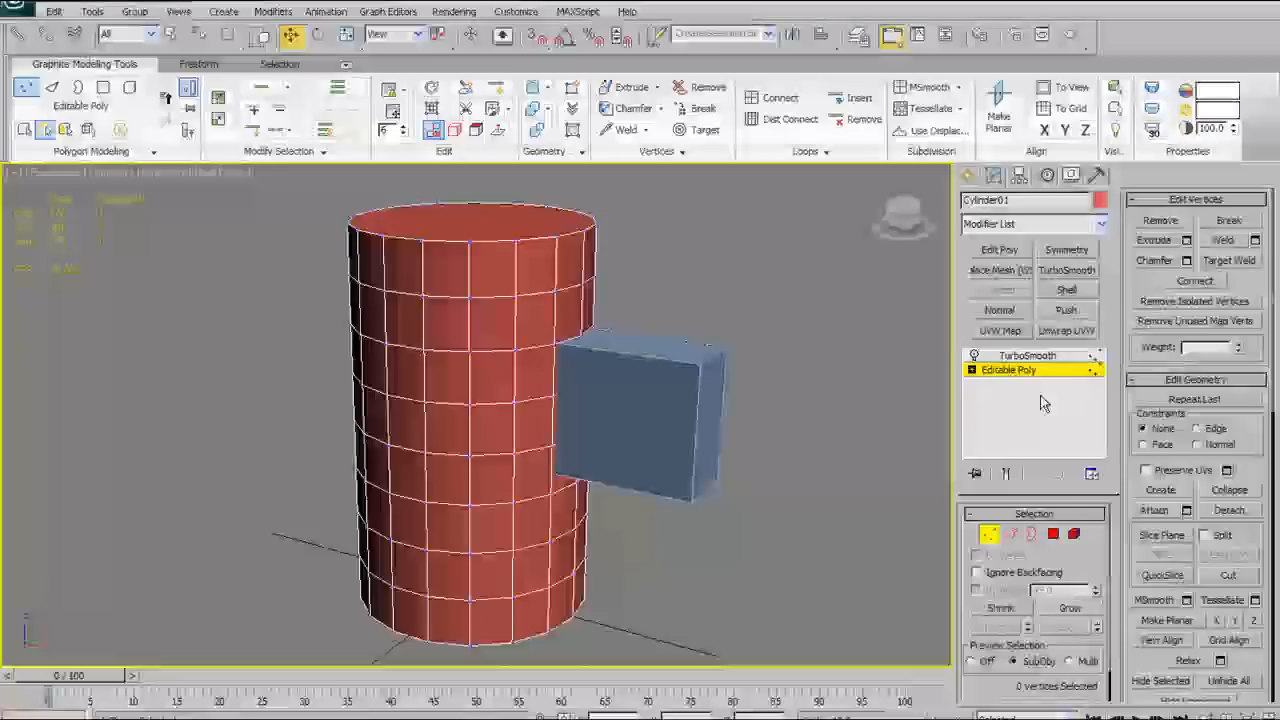 Edit Tools Group Views Create Modifiers Animation Graph Editors Rendering Customize MAXScript Help
All View
Graphite Modeling Tools Freeform Selection
Extrude Remove Connect Insert MSmooth To View
Editable Poly 6 Chamfer Break Tessellate Make Planar To Grid 100.0
Weld Target Dist Connect Remove Use Displac... X Y Z
Polygon Modeling Modify Selection Edit Geometry... Vertices Loops Subdivision Align Visi... Properties
Cylinder01
Modifier List
Edit Poly Symmetry
TurboSmooth
Shell
Normal Push
UVW Map Unwrap UVW
TurboSmooth
Editable Poly
Selection
Ignore Backfacing
Shrink Grow
Preview Selection
Off SubObj Multi
0 vertices Selected
Edit Vertices
Remove Break
Extrude Weld
Chamfer Target Weld
Connect
Remove Isolated Vertices
Remove Unused Map Verts
Weight:
Edit Geometry
Repeat Last
Constraints
None Edge
Face Normal
Preserve UVs
Create Collapse
Attach Detach
Slice Plane Split
QuickSlice Cut
MSmooth Tessellate
Make Planar X Y Z
View Align Grid Align
Relax
Hide Selected Unhide All
< 0 / 100 >
5 10 15 20 25 30 35 40 45 50 55 60 65 70 75 80 85 90 95 100